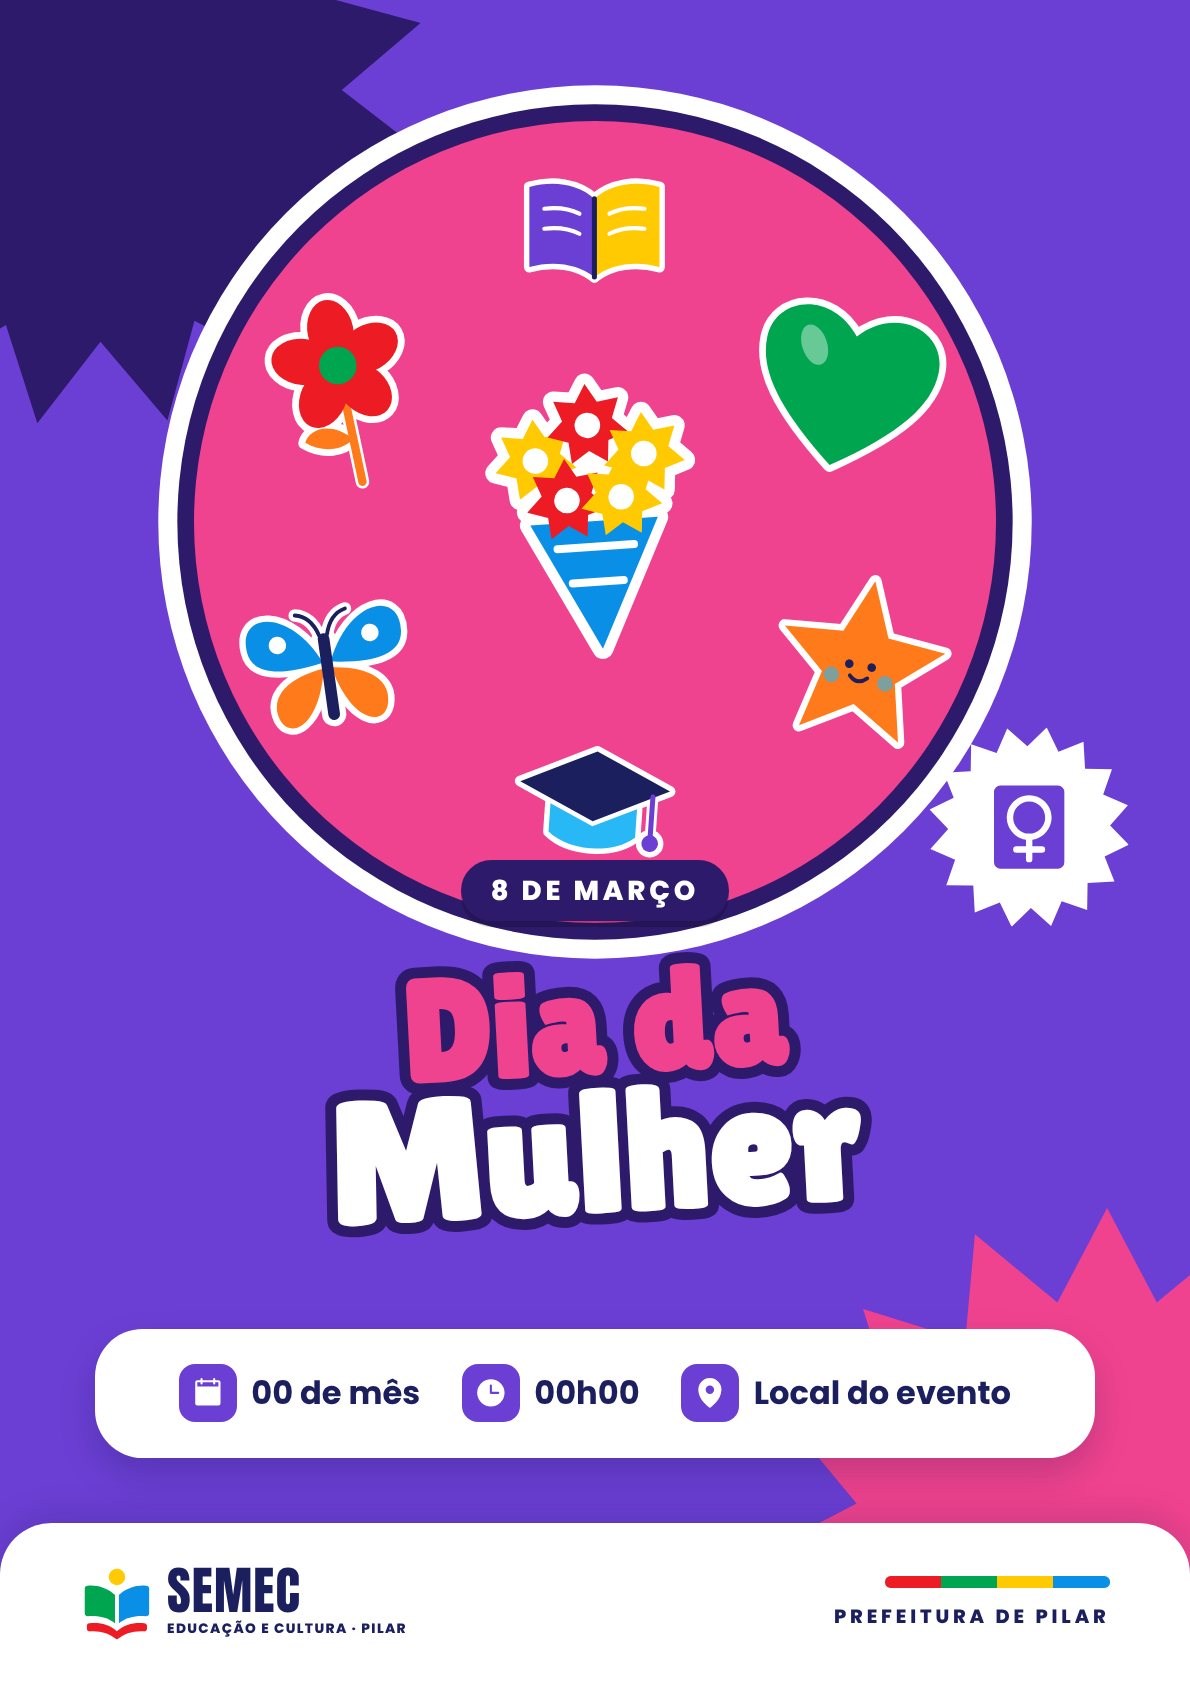 8 DE MARÇO
Dia da
Mulher
00 de mês
00h00
Local do evento
SEMEC
EDUCAÇÃO E CULTURA · PILAR
PREFEITURA DE PILAR